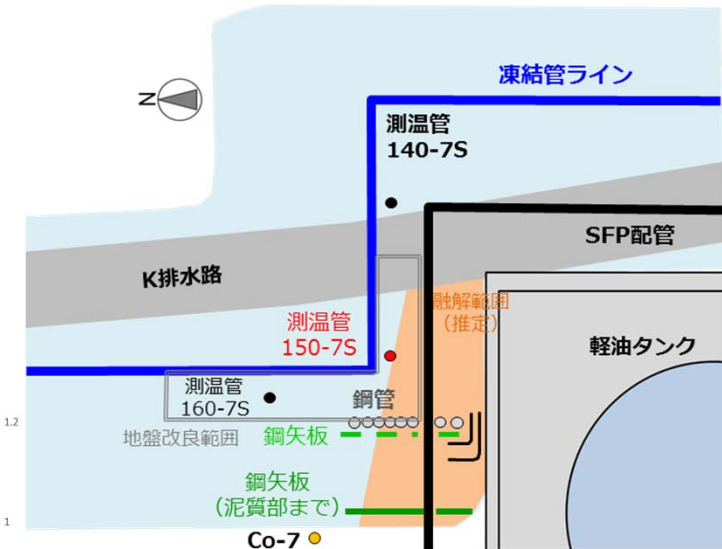 凍結管ライン
N
測温管
140-7S
SFP配管
K排水路
融解範囲
（推定）
測温管
150-7S
軽油タンク
測温管
160-7S
鋼管
1.2
地盤改良範囲
鋼矢板
鋼矢板
（泥質部まで）
1
Co-7